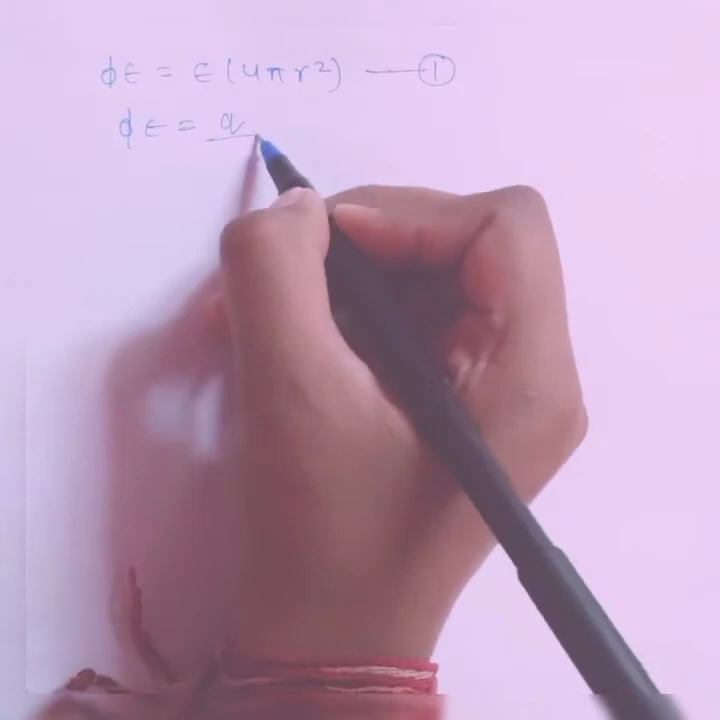 ϕE = E (4πr²) —①
ϕE = q